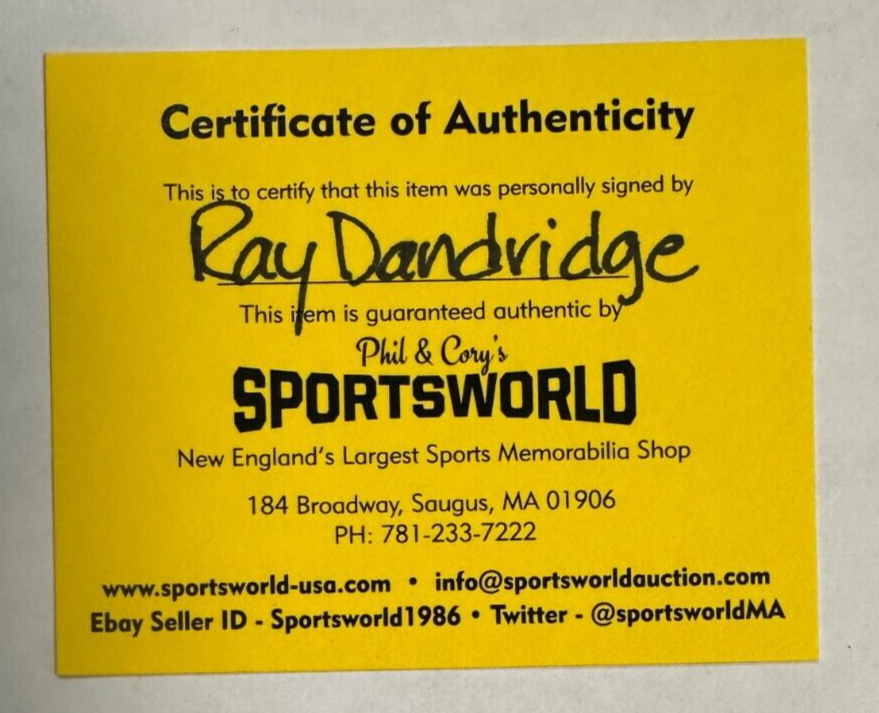 Certificate of Authenticity
This is to certify that this item was personally signed by
Ray Dandridge
This item is guaranteed authentic by
Phil & Cory's
SPORTSWORLD
New England's Largest Sports Memorabilia Shop
184 Broadway, Saugus, MA 01906
PH: 781-233-7222
www.sportsworld-usa.com • info@sportsworldauction.com
Ebay Seller ID - Sportsworld1986 • Twitter - @sportsworldMA